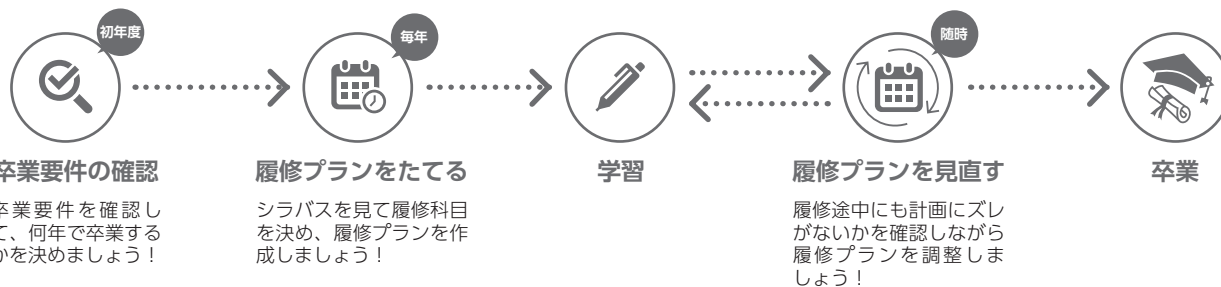 初年度
卒業要件の確認
卒業要件を確認し
て、何年で卒業する
かを決めましょう！
毎年
履修プランをたてる
シラバスを見て履修科目
を決め、履修プランを作
成しましょう！
学習
随時
履修プランを見直す
履修途中にも計画にズレ
がないかを確認しながら
履修プランを調整しま
しょう！
卒業